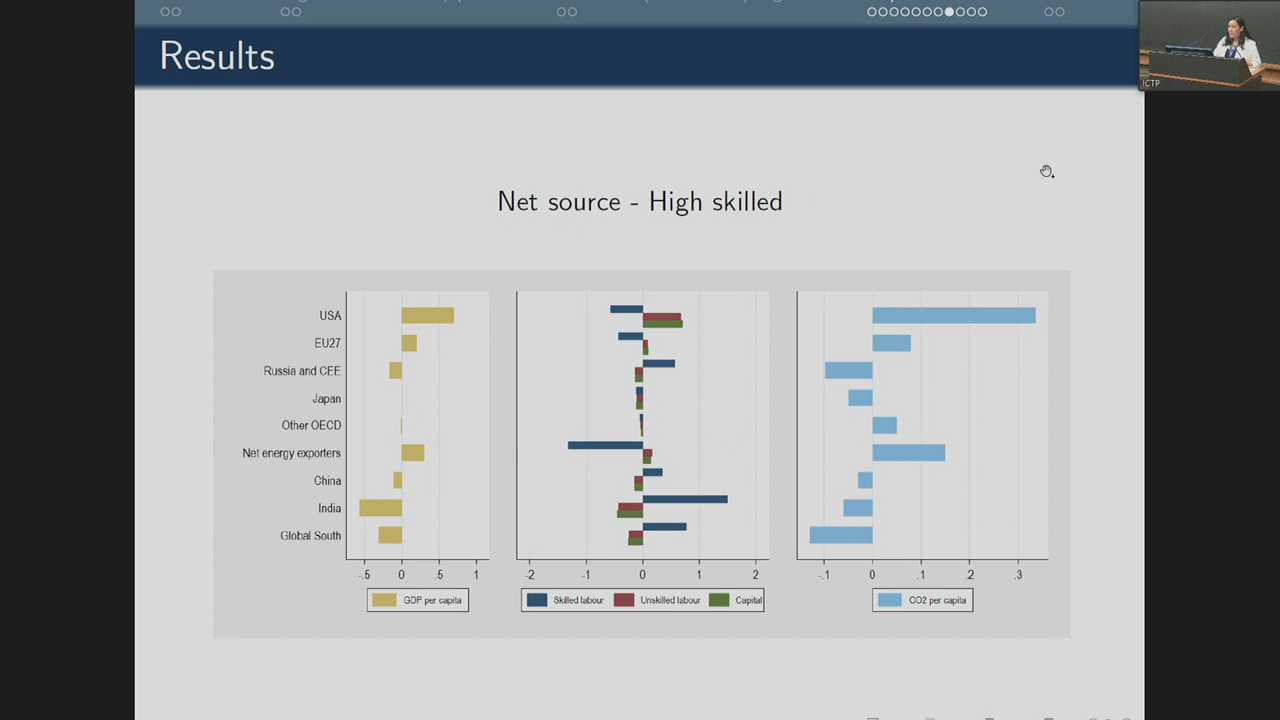 Results
ICTP
Net source - High skilled
USA
EU27
Russia and CEE
Japan
Other OECD
Net energy exporters
China
India
Global South
-.5 0 .5 1
-2 -1 0 1 2
-.1 0 .1 .2 .3
GDP per capita
Skilled labour Unskilled labour Capital
CO2 per capita